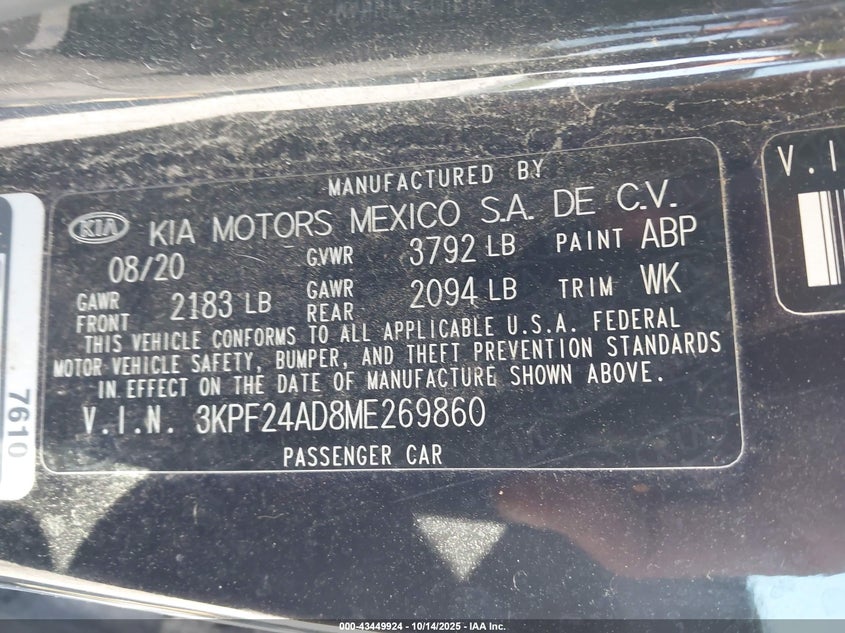 MANUFACTURED BY
KIA KIA MOTORS MEXICO S.A. DE C.V.
08/20 GVWR 3792 LB PAINT ABP
GAWR FRONT 2183 LB GAWR REAR 2094 LB TRIM WK
THIS VEHICLE CONFORMS TO ALL APPLICABLE U.S.A. FEDERAL
MOTOR VEHICLE SAFETY, BUMPER, AND THEFT PREVENTION STANDARDS
IN EFFECT ON THE DATE OF MANUFACTURE SHOWN ABOVE.
V.I.N. 3KPF24AD8ME269860
PASSENGER CAR
V.I
7610
000-43449924 - 10/14/2025 - IAA Inc.